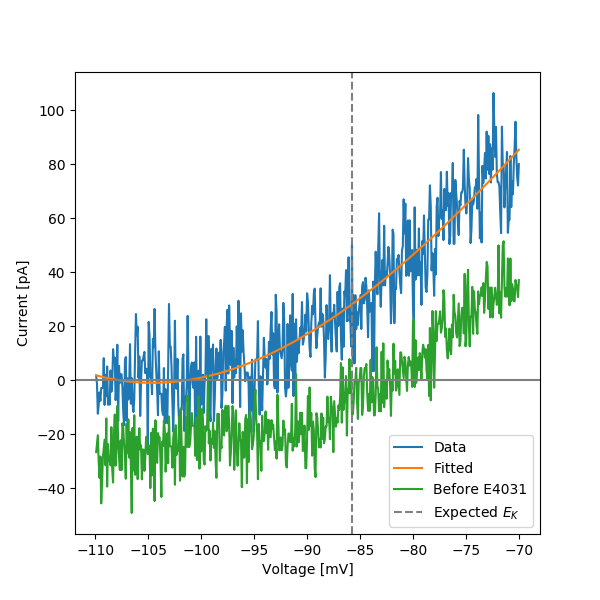 Current [pA]
100
80
60
40
20
0
−20
−40
−110
−105
−100
−95
−90
−85
−80
−75
−70
Voltage [mV]
Data
Fitted
Before E4031
Expected E_K